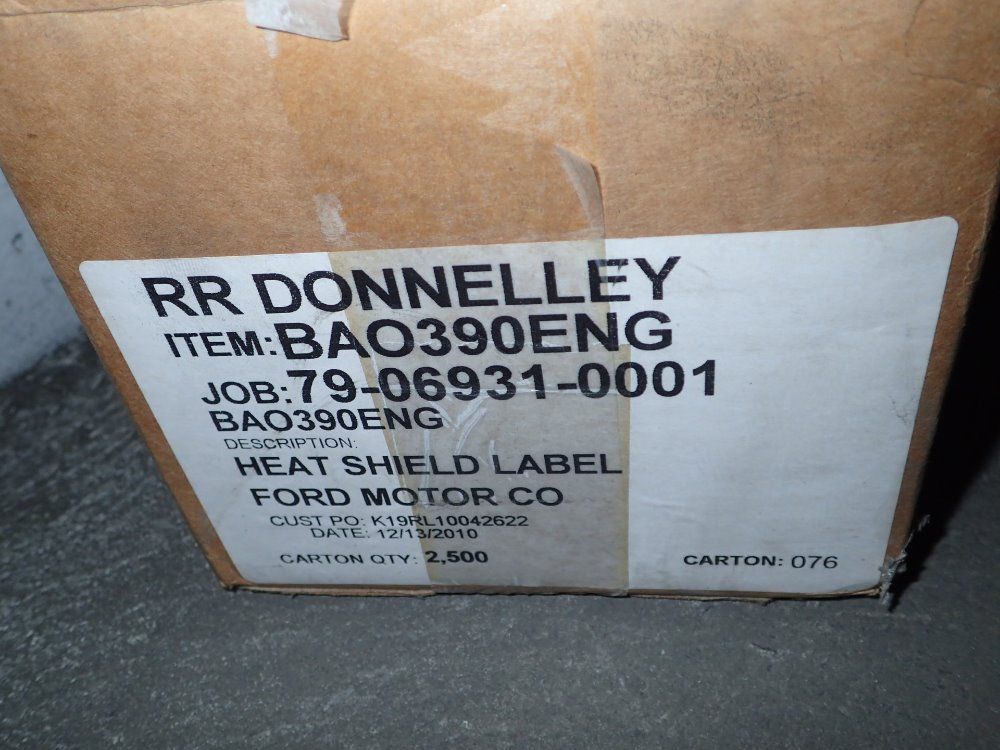 RR DONNELLEY
ITEM: BAO390ENG
JOB: 79-06931-0001
BAO390ENG
DESCRIPTION:
HEAT SHIELD LABEL
FORD MOTOR CO
CUST PO: K19RL10042622
DATE: 12/13/2010
CARTON QTY: 2,500 CARTON: 076